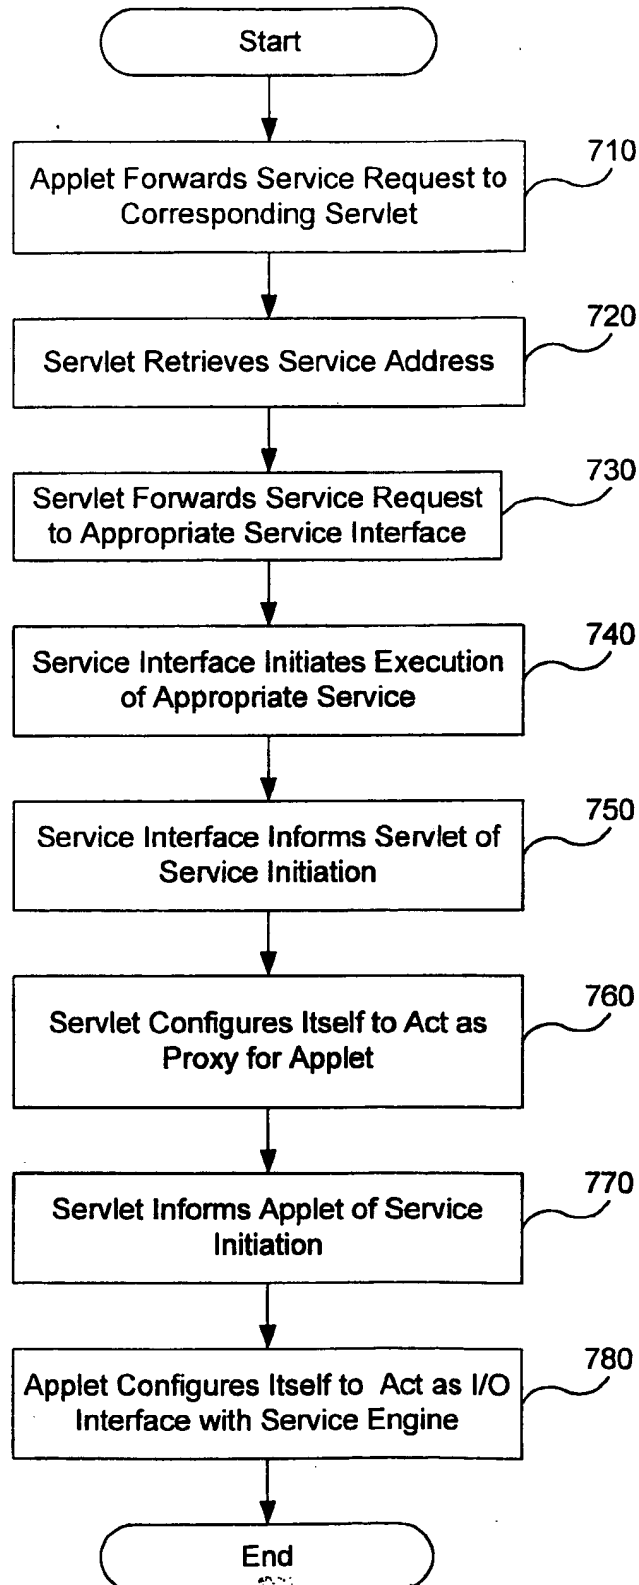 Start
710
Applet Forwards Service Request to
Corresponding Servlet
720
Servlet Retrieves Service Address
730
Servlet Forwards Service Request
to Appropriate Service Interface
740
Service Interface Initiates Execution
of Appropriate Service
750
Service Interface Informs Servlet of
Service Initiation
760
Servlet Configures Itself to Act as
Proxy for Applet
770
Servlet Informs Applet of Service
Initiation
780
Applet Configures Itself to Act as I/O
Interface with Service Engine
End